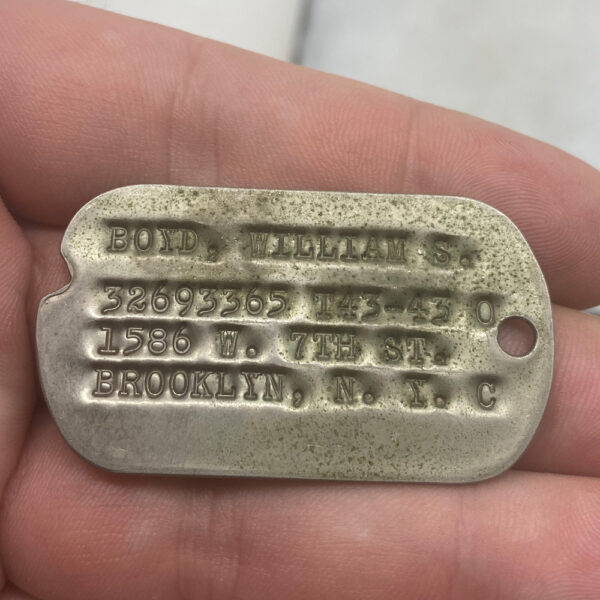 BOYD, WILLIAM S.
32693365 T43-43 O
1586 W. 7TH ST.
BROOKLYN, N. Y. C